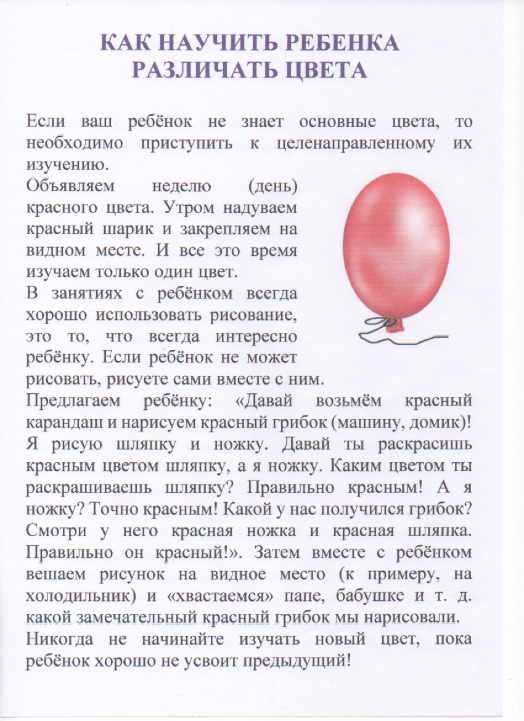 КАК НАУЧИТЬ РЕБЕНКА
РАЗЛИЧАТЬ ЦВЕТА
Если ваш ребёнок не знает основные цвета, то
необходимо приступить к целенаправленному их
изучению.
Объявляем неделю (день)
красного цвета. Утром надуваем
красный шарик и закрепляем на
видном месте. И все это время
изучаем только один цвет.
В занятиях с ребёнком всегда
хорошо использовать рисование,
это то, что всегда интересно
ребёнку. Если ребёнок не может
рисовать, рисуете сами вместе с ним.
Предлагаем ребёнку: «Давай возьмём красный
карандаш и нарисуем красный грибок (машину, домик)!
Я рисую шляпку и ножку. Давай ты раскрасишь
красным цветом шляпку, а я ножку. Каким цветом ты
раскрашиваешь шляпку? Правильно красным! А я
ножку? Точно красным! Какой у нас получился грибок?
Смотри у него красная ножка и красная шляпка.
Правильно он красный!». Затем вместе с ребёнком
вешаем рисунок на видное место (к примеру, на
холодильник) и «хвастаемся» папе, бабушке и т. д.
какой замечательный красный грибок мы нарисовали.
Никогда не начинайте изучать новый цвет, пока
ребёнок хорошо не усвоит предыдущий!